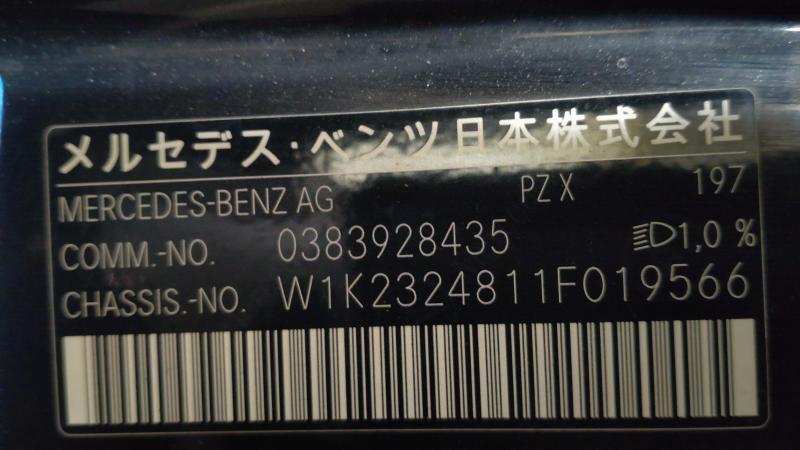 メルセデス・ベンツ日本株式会社
MERCEDES-BENZ AG PZX 197
COMM.-NO. 0383928435 1,0 %
CHASSIS.-NO. W1K2324811F019566